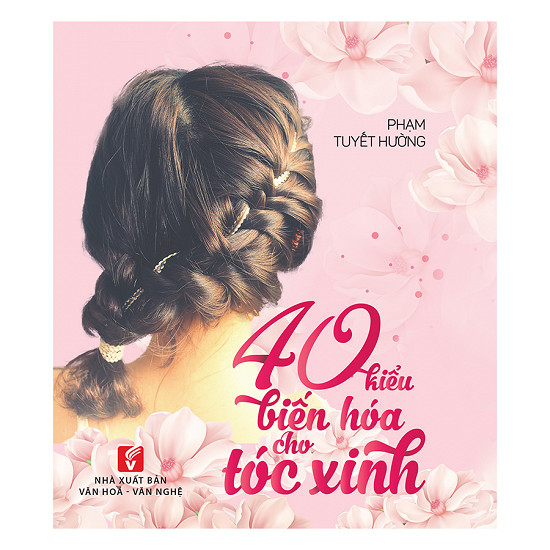 PHẠM
TUYẾT HƯỜNG
40 kiểu
biến hóa
cho
tóc xinh
NHÀ XUẤT BẢN
VĂN HOÁ - VĂN NGHỆ